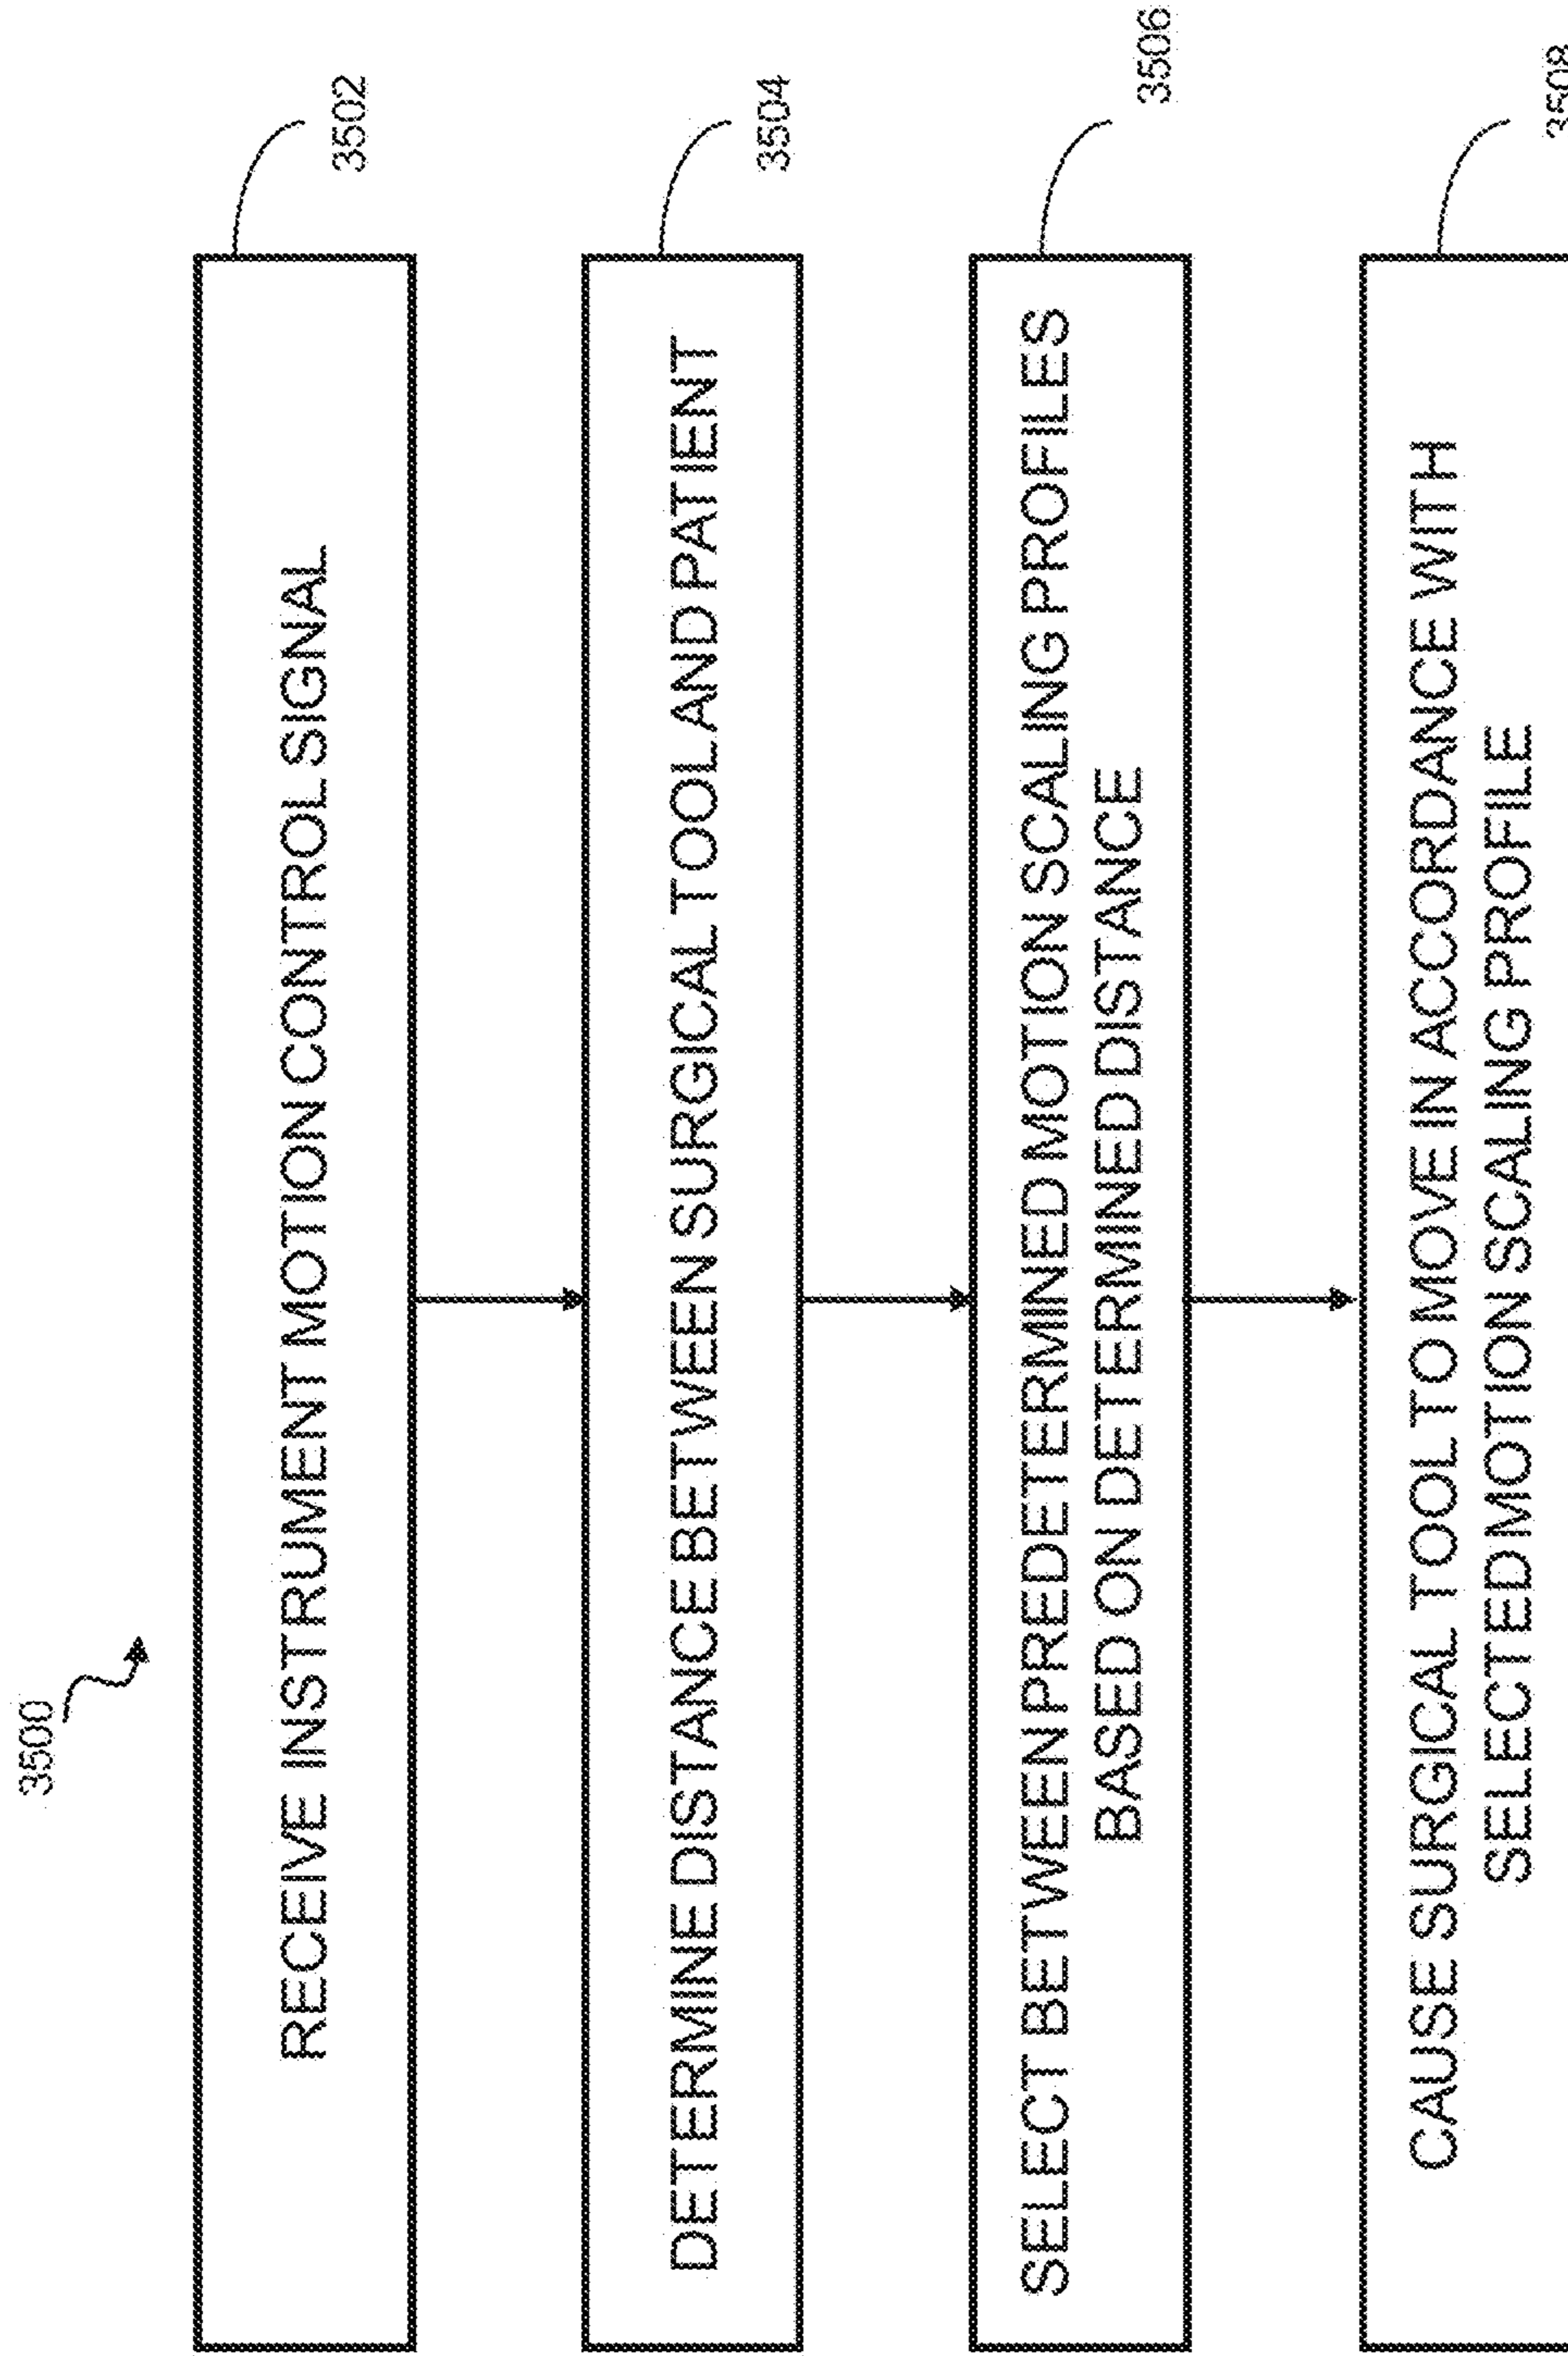 3500
RECEIVE INSTRUMENT MOTION CONTROL SIGNAL
3502
DETERMINE DISTANCE BETWEEN SURGICAL TOOL AND PATIENT
3504
SELECT BETWEEN PREDETERMINED MOTION SCALING PROFILES
BASED ON DETERMINED DISTANCE
3506
CAUSE SURGICAL TOOL TO MOVE IN ACCORDANCE WITH
SELECTED MOTION SCALING PROFILE
3508